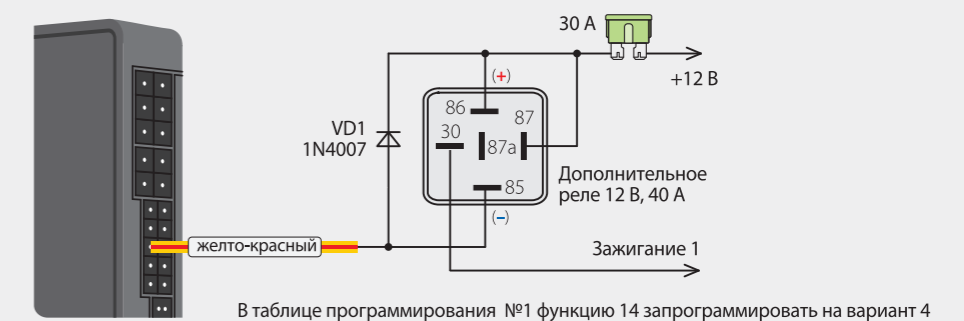 30 А
+12 В
(+)
86
87
VD1
1N4007
30
87a
85
Дополнительное
реле 12 В, 40 А
(–)
желто-красный
Зажигание 1
В таблице программирования №1 функцию 14 запрограммировать на вариант 4